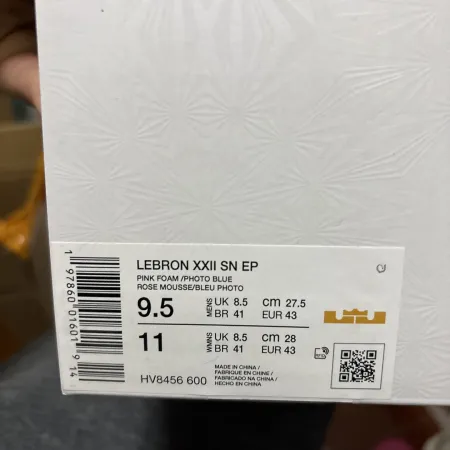 LEBRON XXII SN EP
PINK FOAM /PHOTO BLUE
ROSE MOUSSE/BLEU PHOTO
9.5 MENS UK 8.5 cm 27.5
BR 41 EUR 43
11 WMNS UK 8.5 cm 28
BR 41 EUR 43
HV8456 600
MADE IN CHINA /
FABRIQUE EN CHINE /
FABRICADO NA CHINA /
HECHO EN CHINA
1 97860 01601 9 14